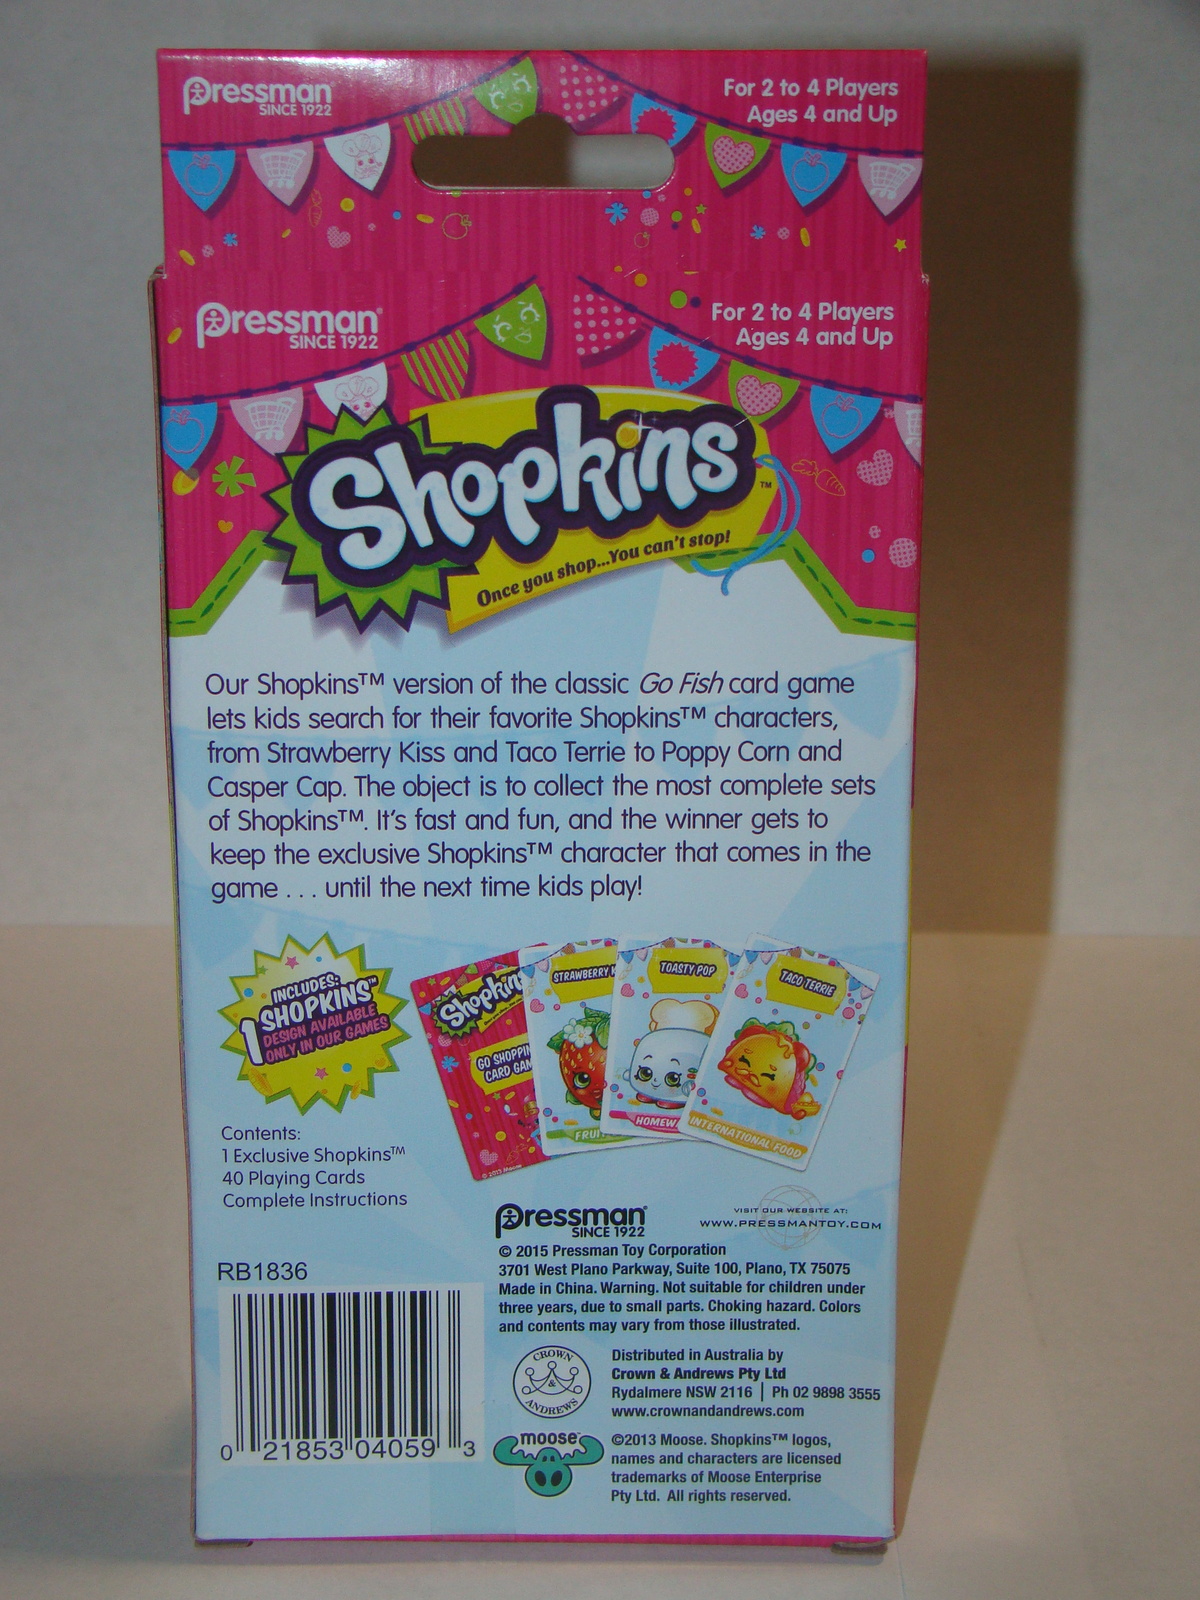 Pressman
SINCE 1922
For 2 to 4 Players
Ages 4 and Up
Pressman®
SINCE 1922
For 2 to 4 Players
Ages 4 and Up
Shopkins™
Once you shop...You can't stop!
Our Shopkins™ version of the classic Go Fish card game
lets kids search for their favorite Shopkins™ characters,
from Strawberry Kiss and Taco Terrie to Poppy Corn and
Casper Cap. The object is to collect the most complete sets
of Shopkins™. It's fast and fun, and the winner gets to
keep the exclusive Shopkins™ character that comes in the
game . . . until the next time kids play!
INCLUDES:
1 SHOPKINS™
DESIGN AVAILABLE
ONLY IN OUR GAMES
Shopkins
GO SHOPPIN
CARD GAM
© 2013 Moose
STRAWBERRY K
FRUI
TOASTY POP
HOMEW
TACO TERRIE
INTERNATIONAL FOOD
Contents:
1 Exclusive Shopkins™
40 Playing Cards
Complete Instructions
RB1836
0 21853 04059 3
Pressman®
SINCE 1922
VISIT OUR WEBSITE AT:
WWW.PRESSMANTOY.COM
© 2015 Pressman Toy Corporation
3701 West Plano Parkway, Suite 100, Plano, TX 75075
Made in China. Warning. Not suitable for children under
three years, due to small parts. Choking hazard. Colors
and contents may vary from those illustrated.
CROWN
&
ANDREWS
Distributed in Australia by
Crown & Andrews Pty Ltd
Rydalmere NSW 2116 | Ph 02 9898 3555
www.crownandandrews.com
moose™
©2013 Moose. Shopkins™ logos,
names and characters are licensed
trademarks of Moose Enterprise
Pty Ltd. All rights reserved.